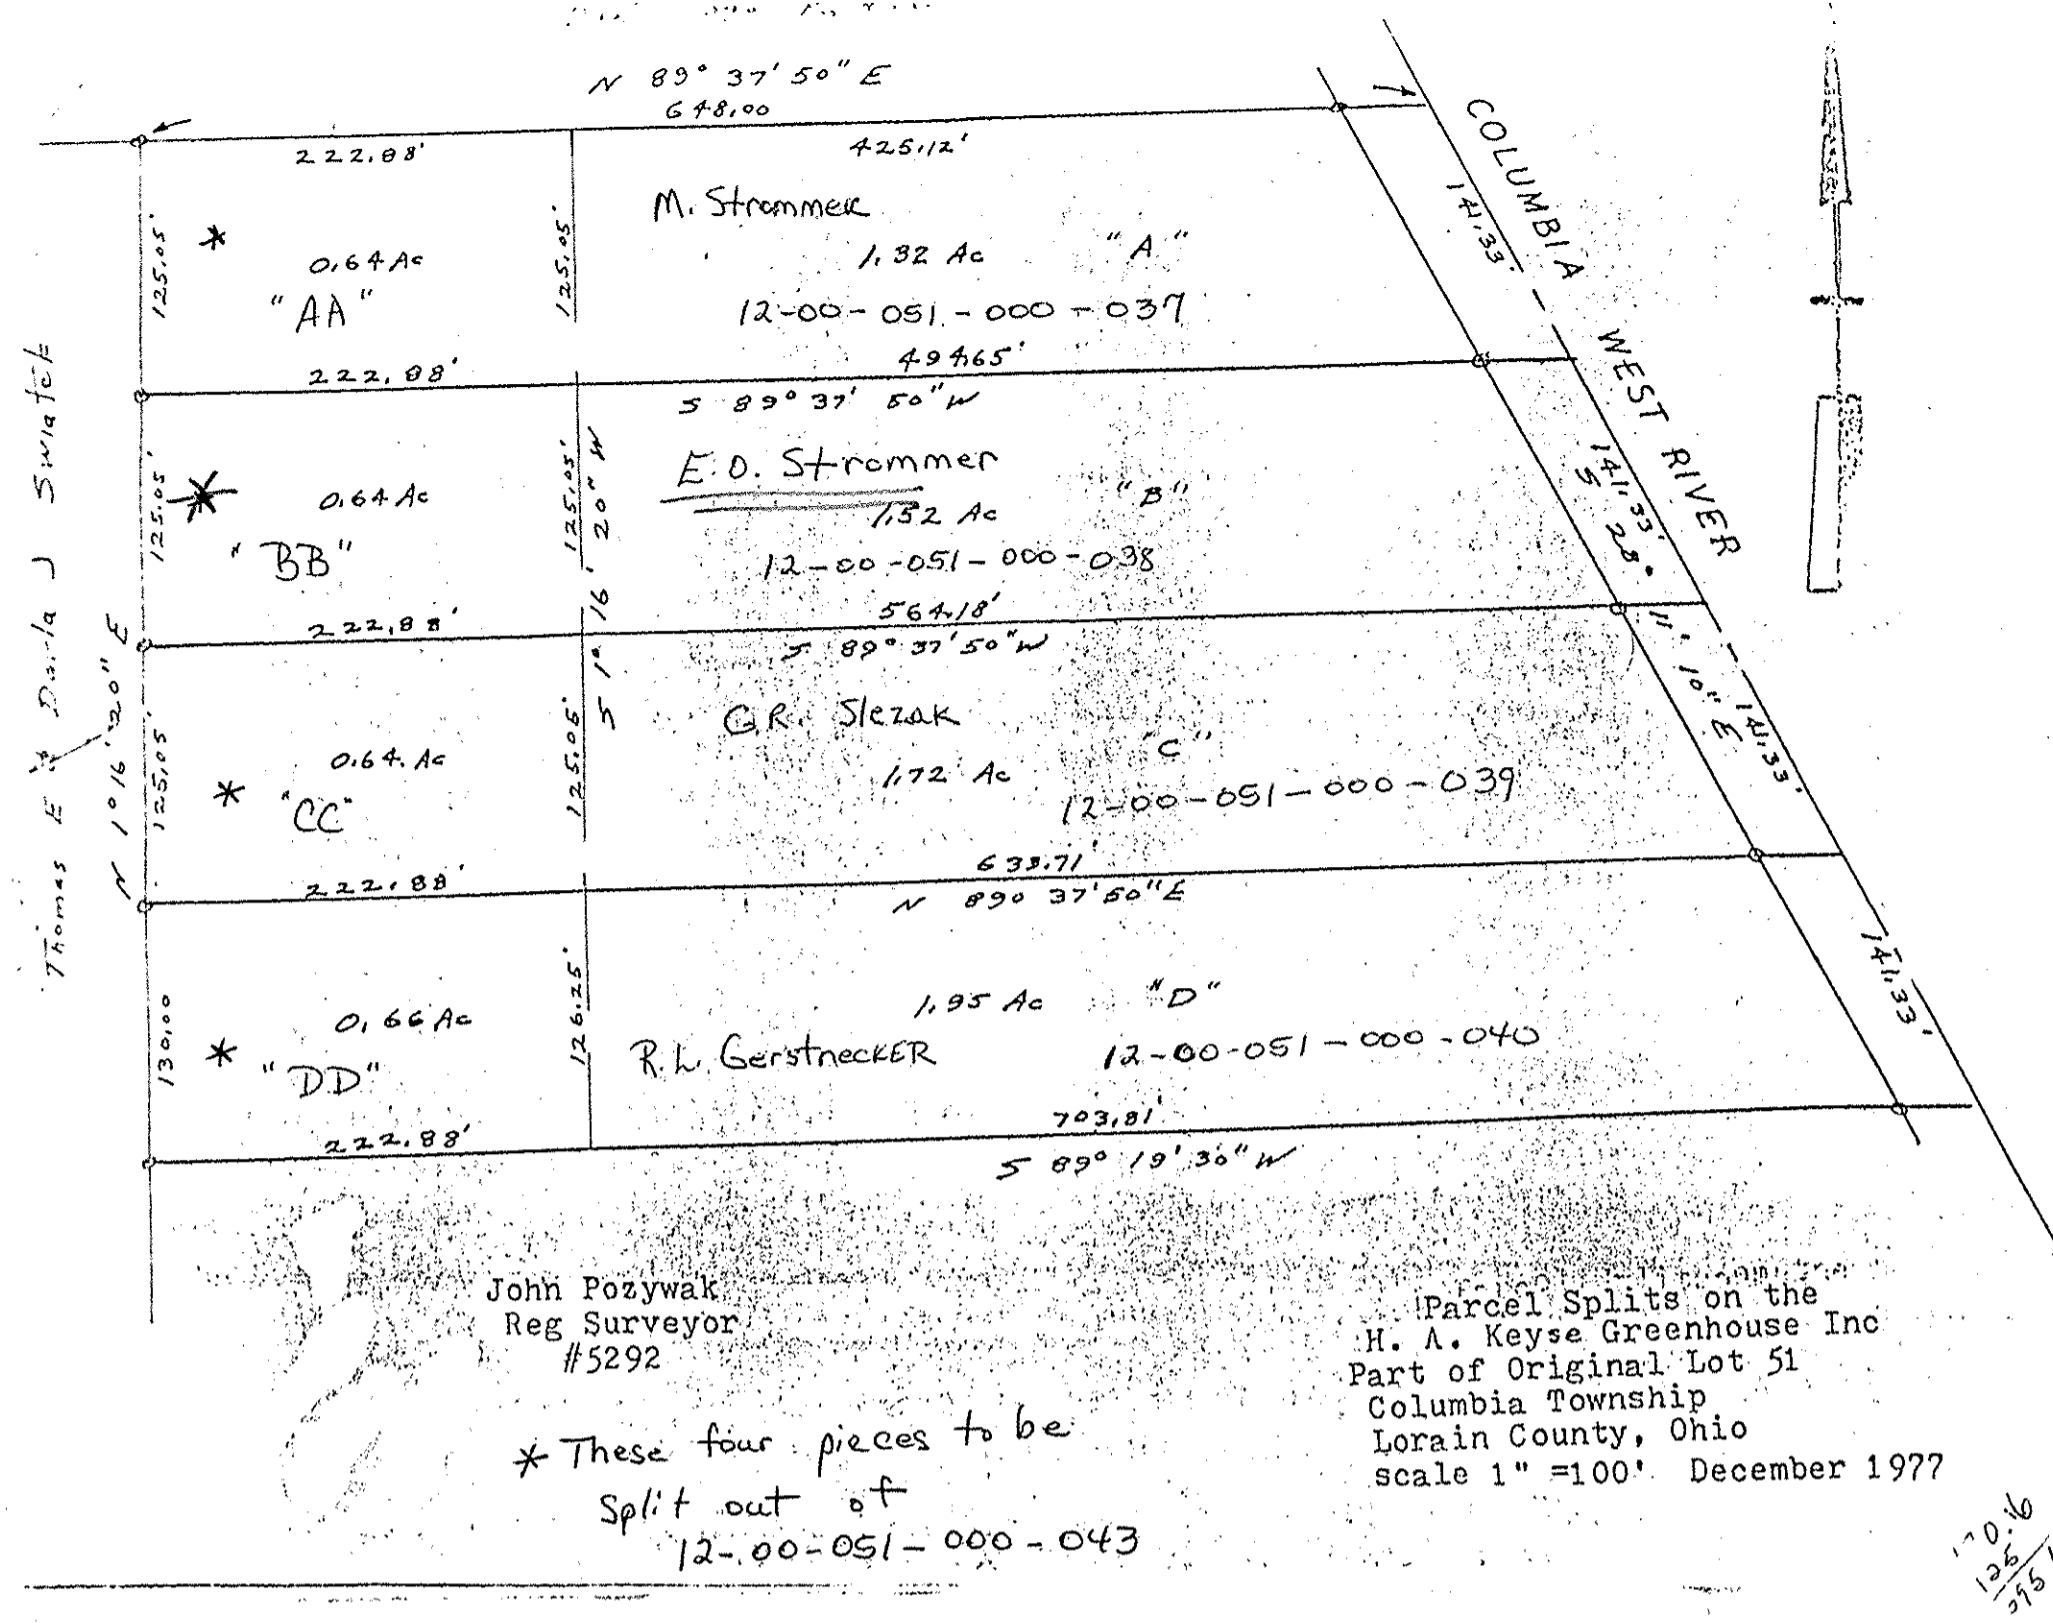 N 89° 37' 50" E
648.00
222.88'
425.12'
COLUMBIA WEST RIVER
141.33'
125.05'
*
0.64 Ac
"AA"
125.05'
M. Strommer
1.32 Ac
"A"
12-00-051-000-037
222.88'
494.65'
S 89° 37' 50" W
125.05'
*
0.64 Ac
"BB"
125.05'
E.O. Strommer
1.52 Ac
"B"
12-00-051-000-038
141.33'
S 28° 11' 10" E
222.88'
564.18'
S 89° 37' 50" W
S 1° 16' 20" W
Thomas E & Darla J Swiatek
N 1° 16' 20" E
125.05'
*
0.64 Ac
"CC"
125.05'
G.R. Slezak
1.72 Ac
"C"
12-00-051-000-039
141.33'
222.88'
633.71'
N 89° 37' 50" E
130.00
*
0.66 Ac
"DD"
126.25'
1.95 Ac
"D"
R.L. Gerstnecker
12-00-051-000-040
141.33'
222.88'
703.81'
S 89° 19' 30" W
John Pozywak
Reg Surveyor
#5292
Parcel Splits on the
H. A. Keyse Greenhouse Inc
Part of Original Lot 51
Columbia Township
Lorain County, Ohio
scale 1" =100' December 1977
* These four pieces to be
Split out of
12-00-051-000-043
125